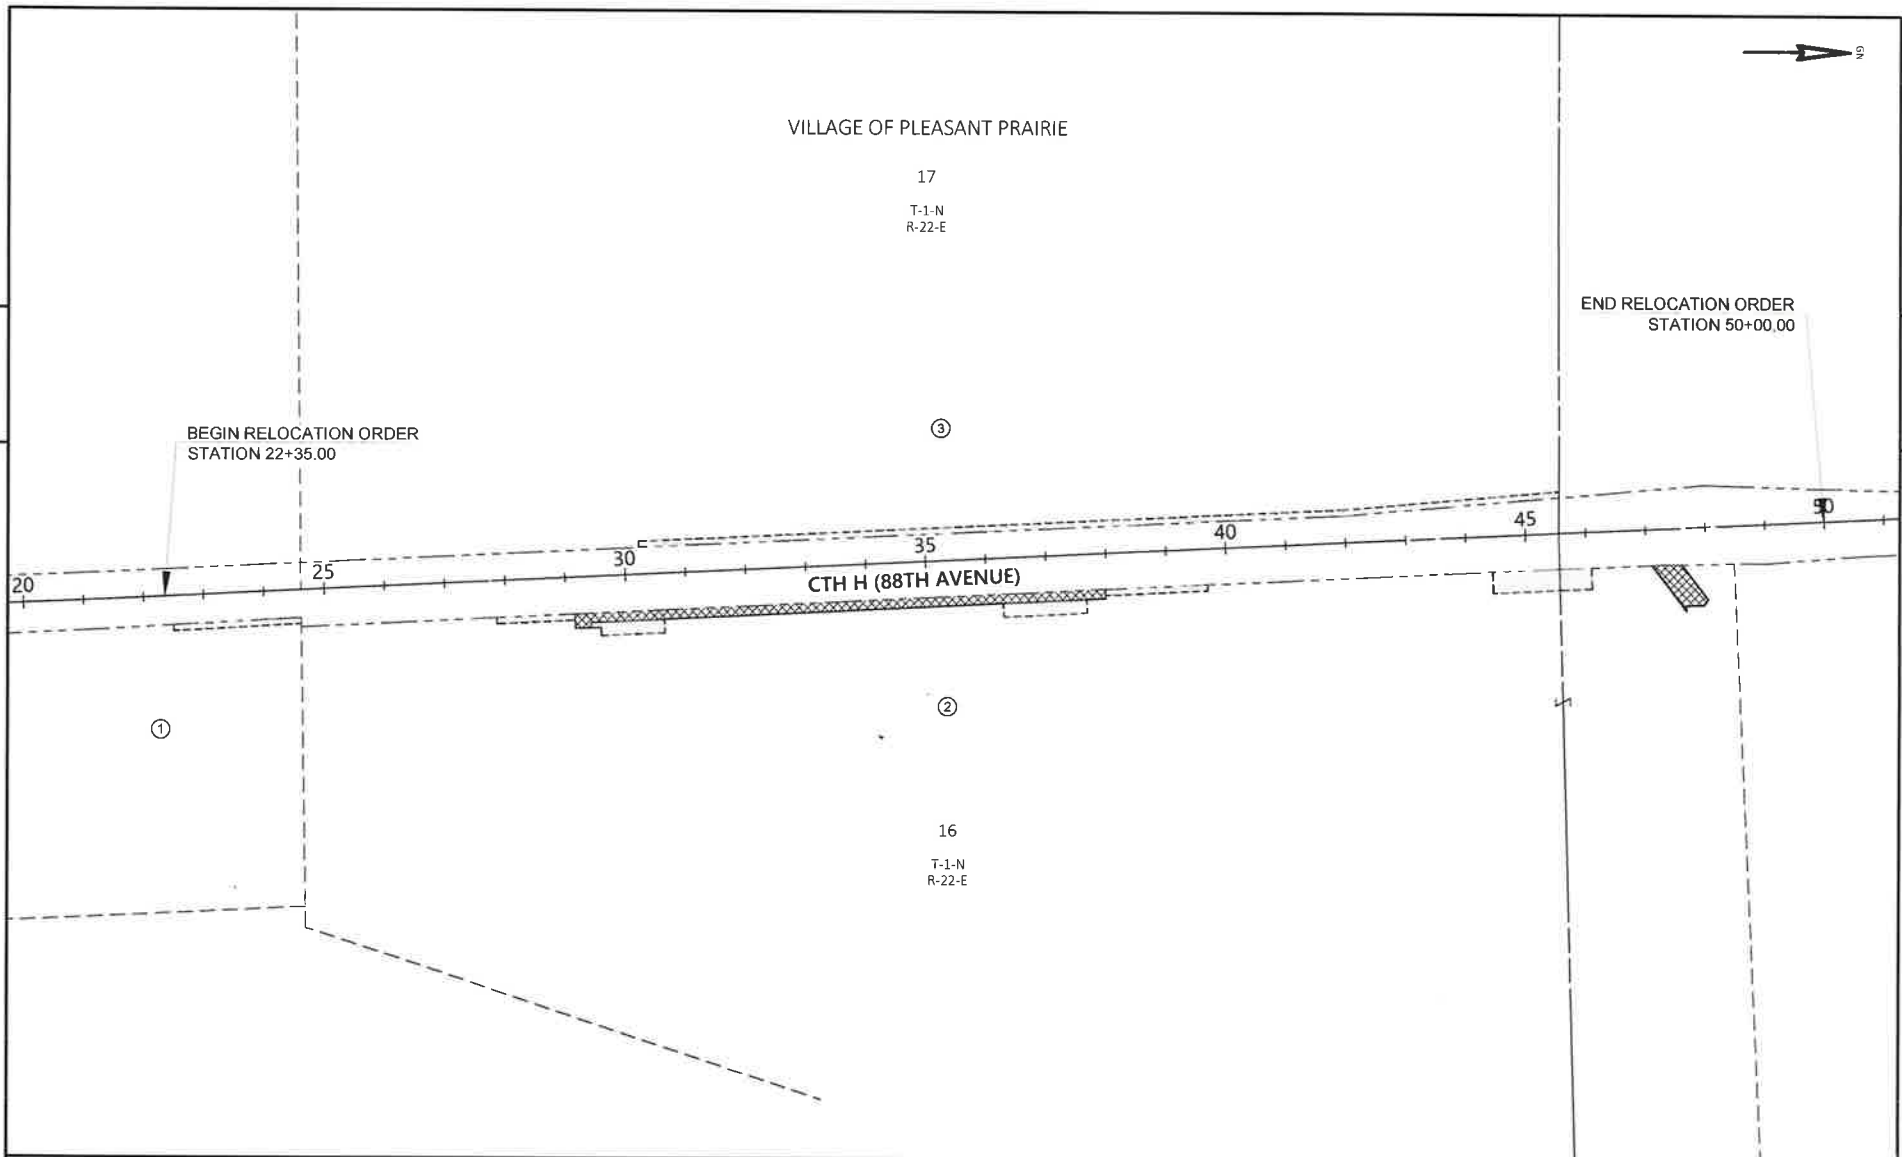 GN
VILLAGE OF PLEASANT PRAIRIE
17
T-1-N
R-22-E
END RELOCATION ORDER
STATION 50+00.00
BEGIN RELOCATION ORDER
STATION 22+35.00
3
20
25
30
35
40
45
50
CTH H (88TH AVENUE)
1
2
16
T-1-N
R-22-E